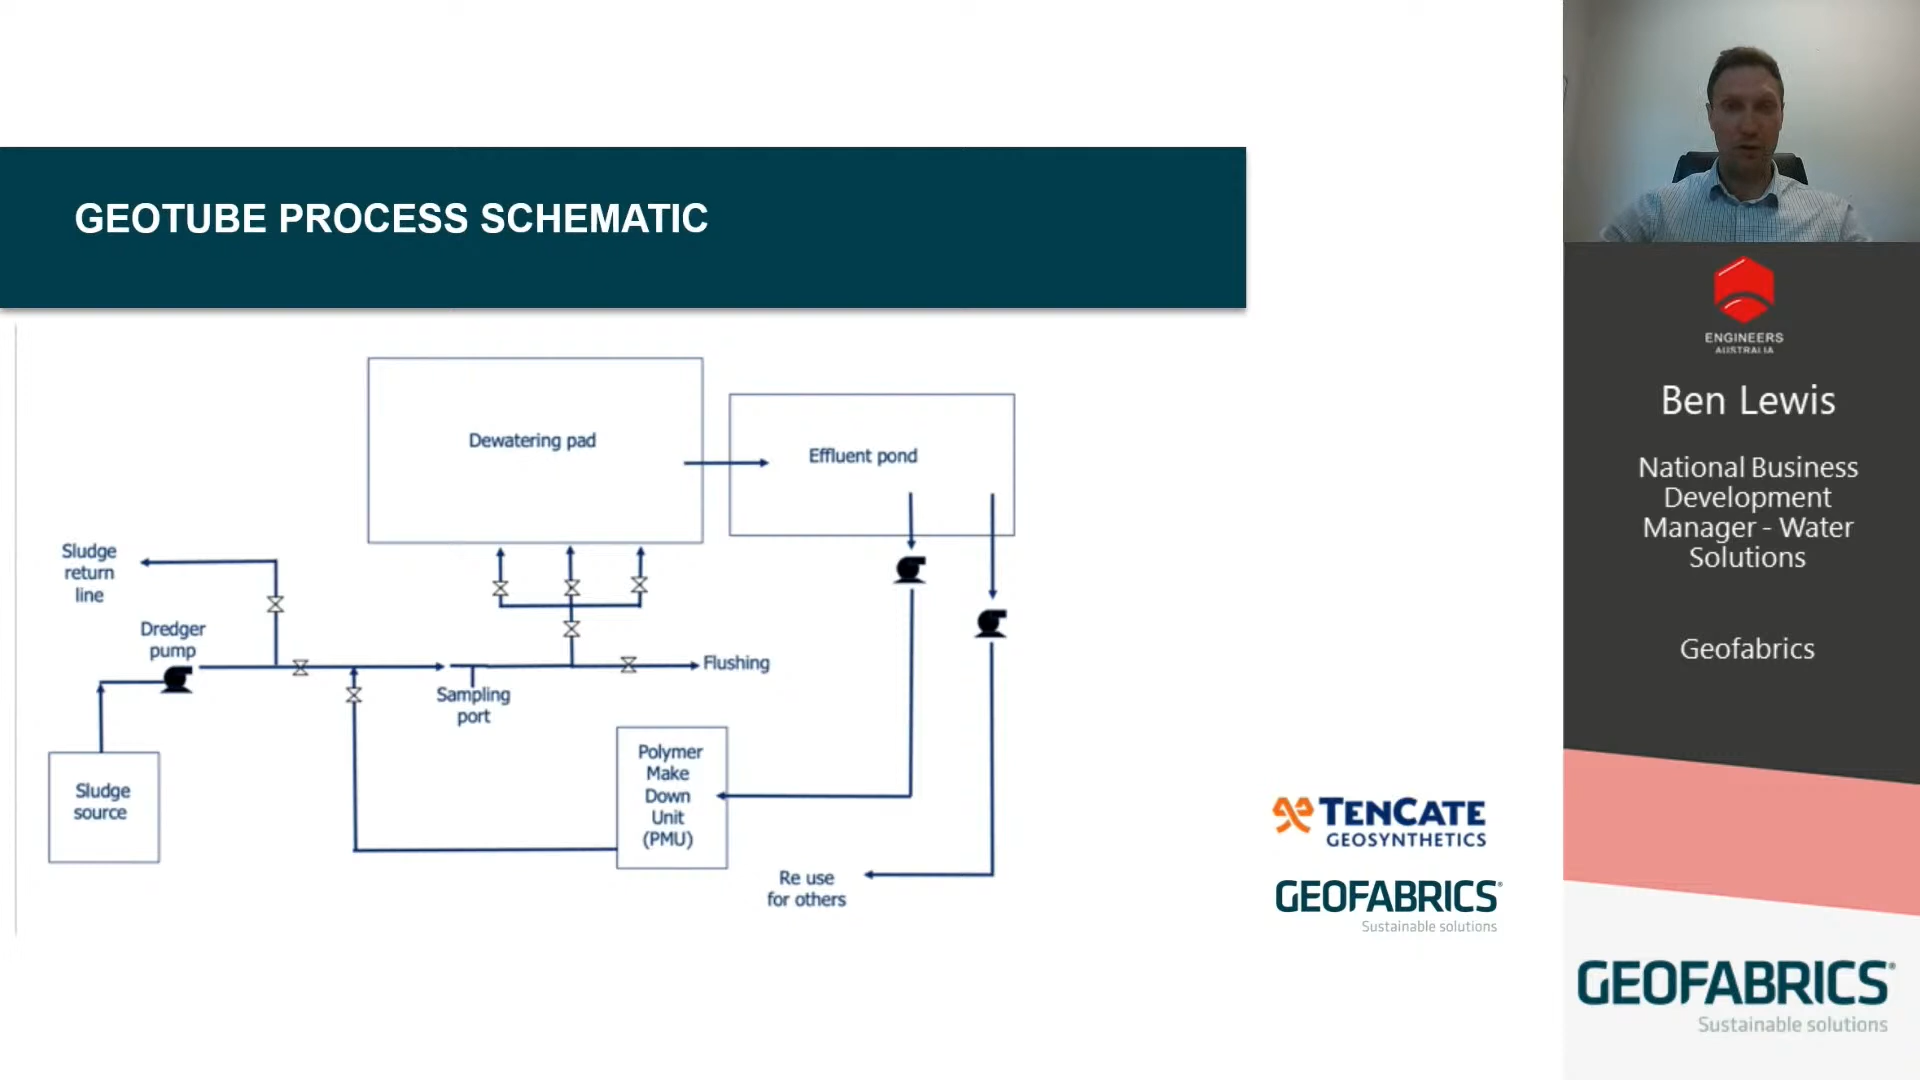 GEOTUBE PROCESS SCHEMATIC
Dewatering pad
Effluent pond
Sludge
return
line
Dredger
pump
Flushing
Sampling
port
Sludge
source
Polymer
Make
Down
Unit
(PMU)
Re use
for others
TENCATE
GEOSYNTHETICS
GEOFABRICS®
Sustainable solutions
ENGINEERS
AUSTRALIA
Ben Lewis
National Business
Development
Manager - Water
Solutions
Geofabrics
GEOFABRICS®
Sustainable solutions